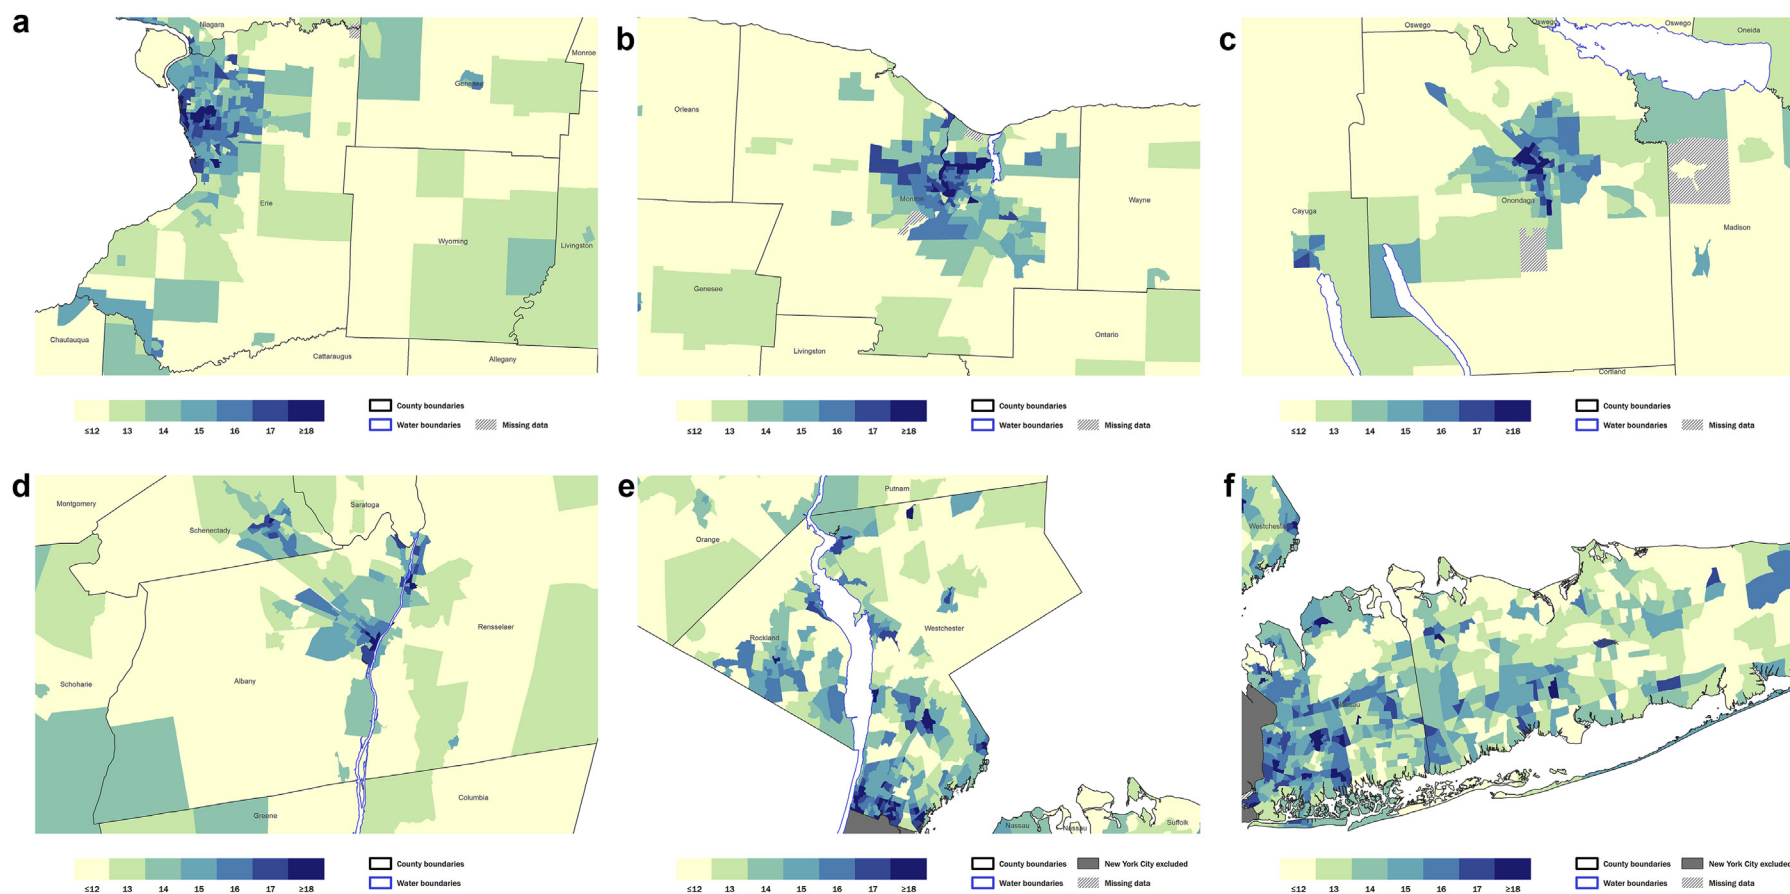 a
Niagara
Monroe
Genesee
Erie
Wyoming
Livingston
Chautauqua
Cattaraugus
Allegany
≤12 13 14 15 16 17 ≥18
County boundaries
Water boundaries
Missing data
b
Orleans
Monroe
Wayne
Genesee
Ontario
Livingston
≤12 13 14 15 16 17 ≥18
County boundaries
Water boundaries
Missing data
c
Oswego
Oswego
Oswego
Oneida
Cayuga
Onondaga
Madison
Cortland
≤12 13 14 15 16 17 ≥18
County boundaries
Water boundaries
Missing data
d
Montgomery
Saratoga
Schenectady
Rensselaer
Schoharie
Albany
Columbia
Greene
≤12 13 14 15 16 17 ≥18
County boundaries
Water boundaries
e
Putnam
Orange
Rockland
Westchester
Nassau
Nassau
Suffolk
≤12 13 14 15 16 17 ≥18
County boundaries
New York City excluded
Water boundaries
Missing data
f
Westchester
Nassau
≤12 13 14 15 16 17 ≥18
County boundaries
New York City excluded
Water boundaries
Missing data